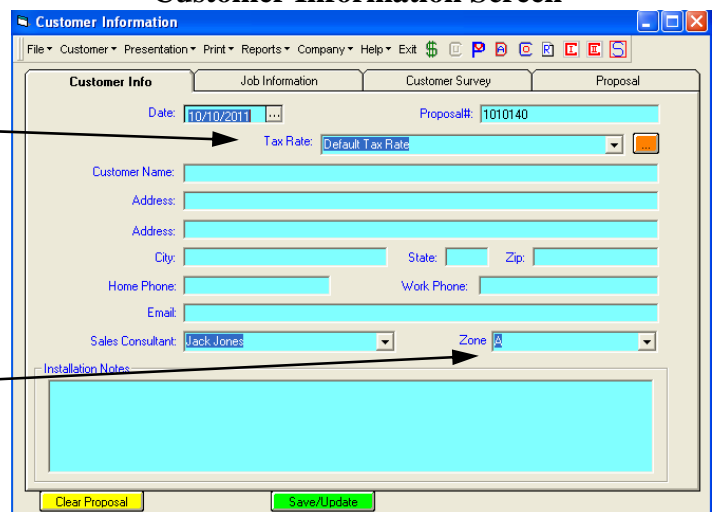 Customer Information Screen
Customer Information
File Customer Presentation Print Reports Company Help Exit $ U P A O R I E S
Customer Info Job Information Customer Survey Proposal
Date: 10/10/2011 ... Proposal#: 1010140
Tax Rate: Default Tax Rate ...
Customer Name:
Address:
Address:
City: State: Zip:
Home Phone: Work Phone:
Email:
Sales Consultant: Jack Jones Zone A
Installation Notes
Clear Proposal Save/Update